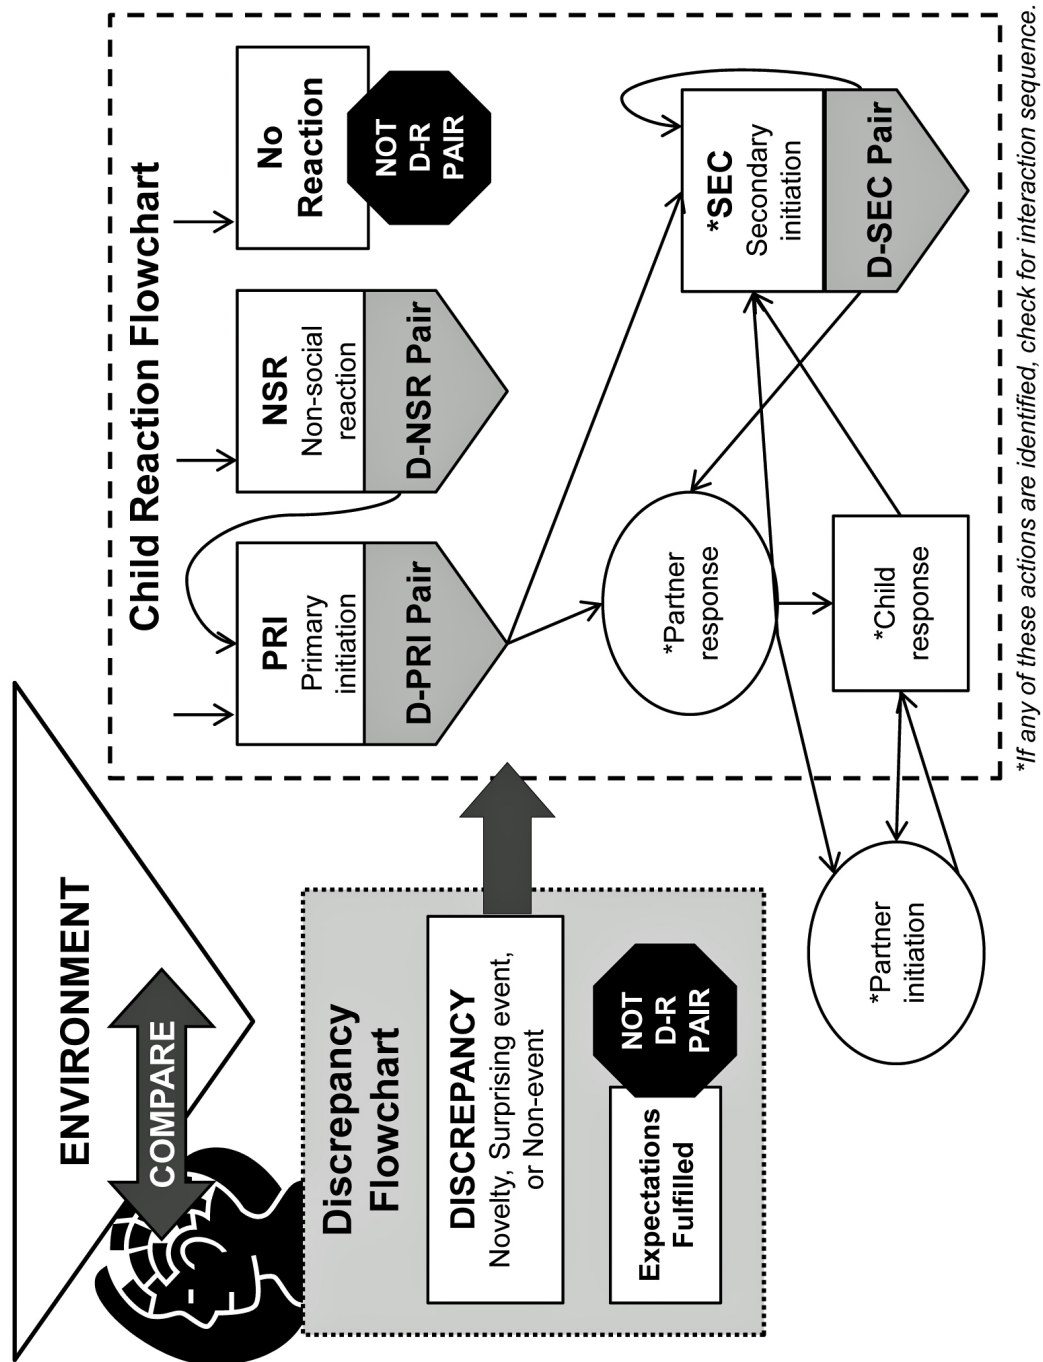 ENVIRONMENT
COMPARE
Discrepancy
Flowchart
DISCREPANCY
Novelty, Surprising event,
or Non-event
Expectations
Fulfilled
NOT
D-R
PAIR
Child Reaction Flowchart
PRI
Primary
initiation
D-PRI Pair
NSR
Non-social
reaction
D-NSR Pair
No
Reaction
NOT
D-R
PAIR
*Partner
response
*SEC
Secondary
initiation
D-SEC Pair
*Child
response
*Partner
initiation
*If any of these actions are identified, check for interaction sequence.